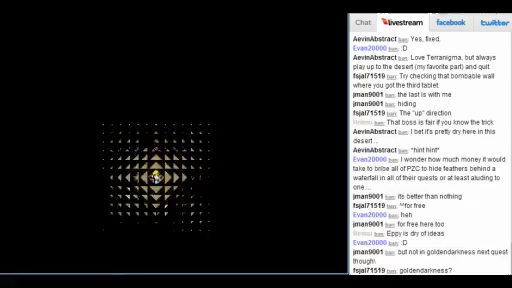 Chat livestream facebook twitter
AevinAbstract ban: Yes, fixed.
Evan20000 ban: :D
AevinAbstract ban: Love Terranigma, but always
play up to the desert (my favorite part) and quit
fsjal71519 ban: Try checking that bombable wall
where you got the third tablet.
jman9001 ban: the last is with me
jman9001 ban: hiding
fsjal71519 ban: The "up" direction
ban: That boss is fair if you know the trick
AevinAbstract ban: I bet it's pretty dry here in this
desert...
AevinAbstract ban: *hint hint*
Evan20000 ban: I wonder how much money it would
take to bribe all of PZC to hide feathers behind a
waterfall in all of their quests or at least alluding to
one...
jman9001 ban: its better than nothing
fsjal71519 ban: ^^for free
Evan20000 ban: heh
jman9001 ban: for free here too
ban: Eppy is dry of ideas
Evan20000 ban: :D
jman9001 ban: but not in goldendarkness next quest
though\
fsjal71519 ban: goldendarkness?